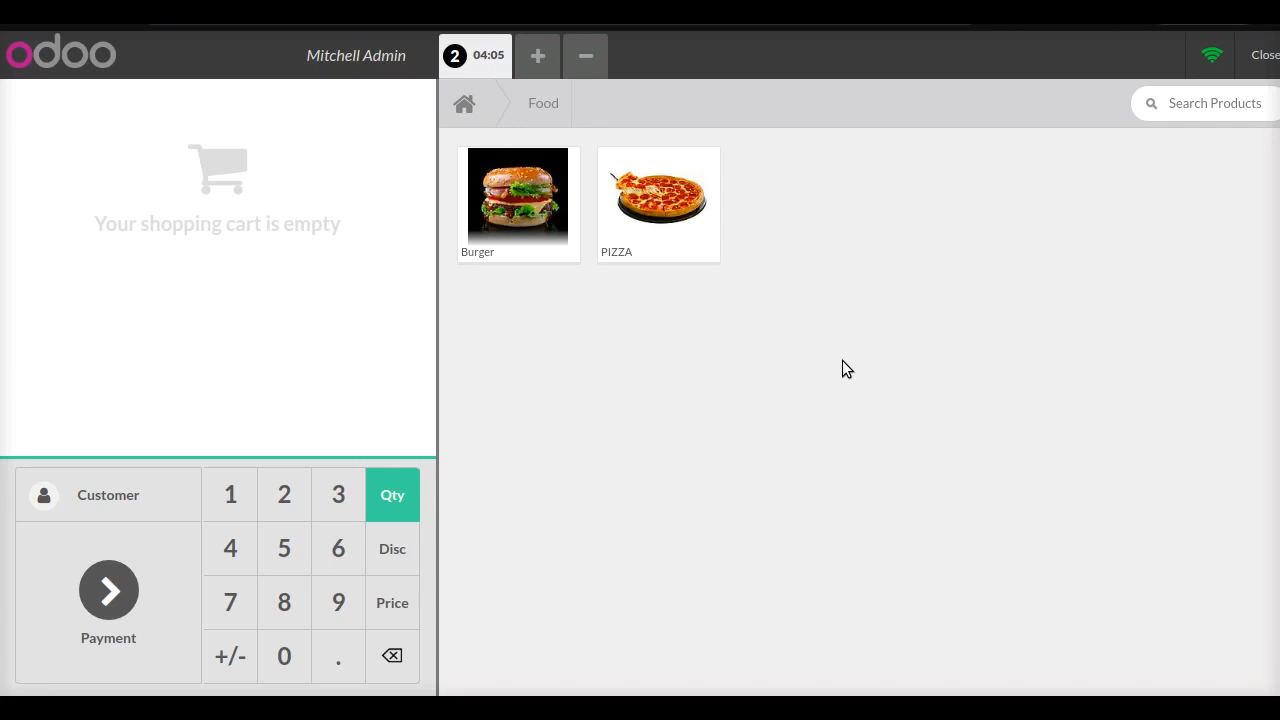 odoo
Mitchell Admin
2 04:05
+
-
Close
Food
Search Products
Your shopping cart is empty
Burger
PIZZA
Customer
1 2 3 Qty
4 5 6 Disc
Payment
7 8 9 Price
+/- 0 .